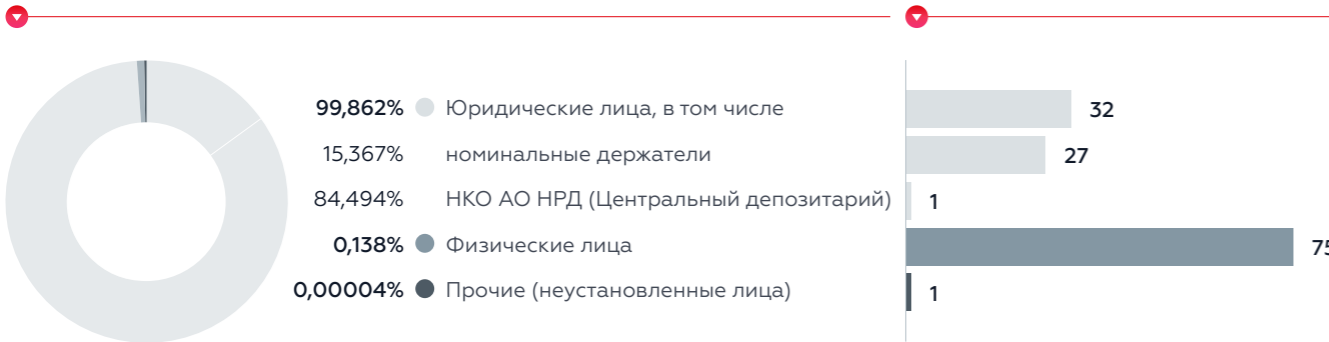 99,862% Юридические лица, в том числе 32
15,367% номинальные держатели 27
84,494% НКО АО НРД (Центральный депозитарий) 1
0,138% Физические лица 75
0,00004% Прочие (неустановленные лица) 1